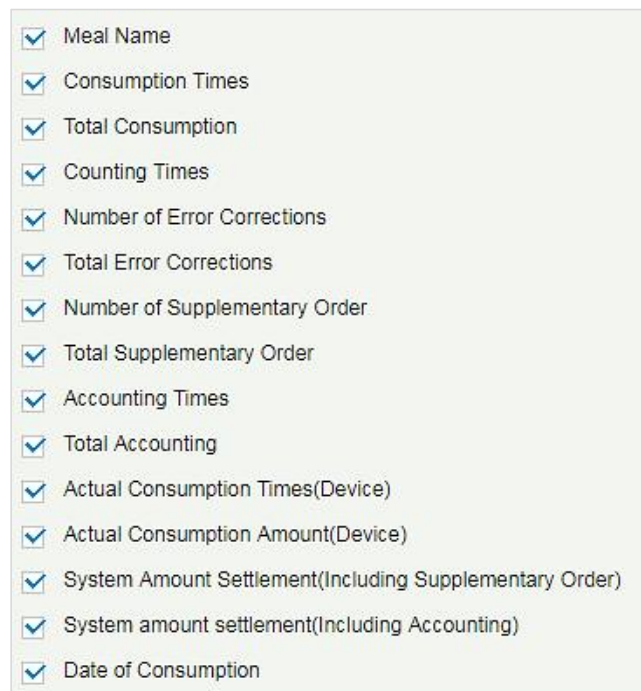 Meal Name
Consumption Times
Total Consumption
Counting Times
Number of Error Corrections
Total Error Corrections
Number of Supplementary Order
Total Supplementary Order
Accounting Times
Total Accounting
Actual Consumption Times(Device)
Actual Consumption Amount(Device)
System Amount Settlement(Including Supplementary Order)
System amount settlement(Including Accounting)
Date of Consumption